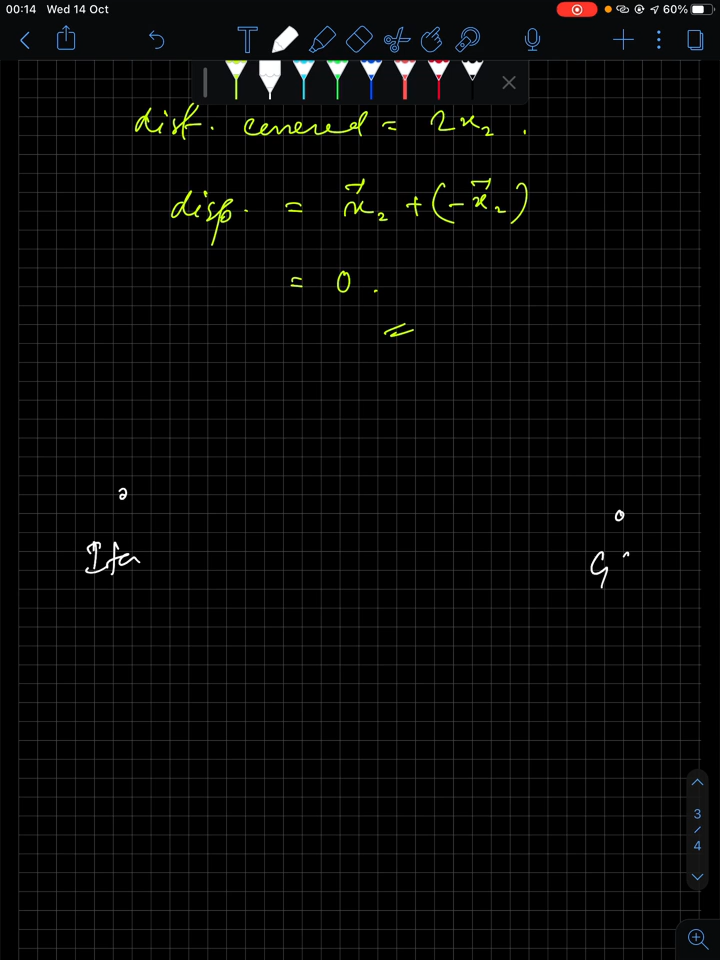 00:14 Wed 14 Oct 60%
T
dist. covered = 2x₂.
disp. = x⃗₂ + (-x⃗₂)
= 0.
G
3
/
4